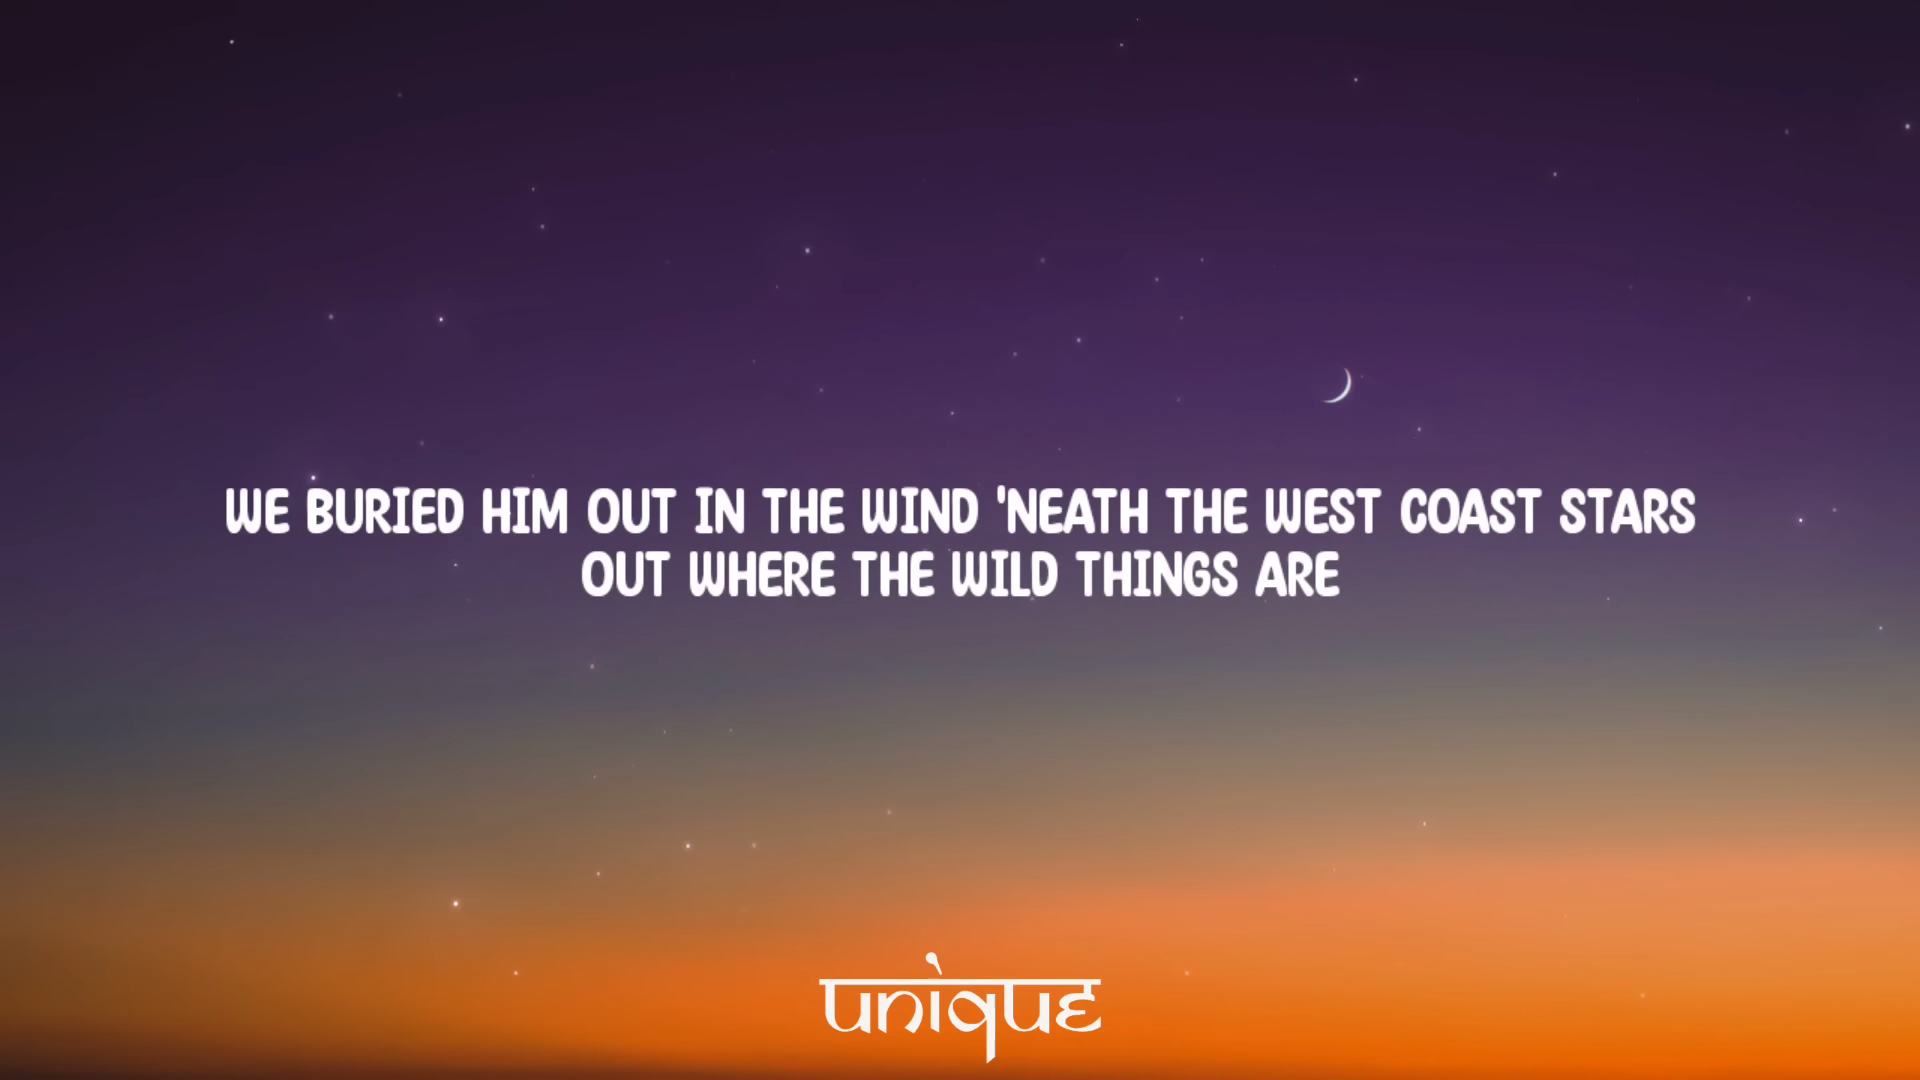 WE BURIED HIM OUT IN THE WIND 'NEATH THE WEST COAST STARS
OUT WHERE THE WILD THINGS ARE
unique